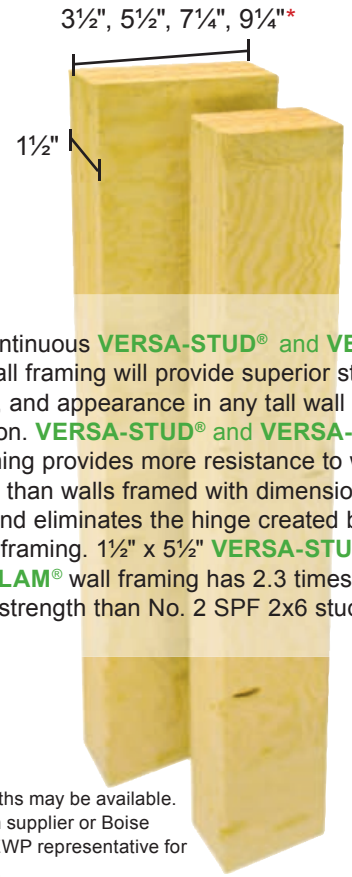 3½", 5½", 7¼", 9¼"*
1½"
ntinuous VERSA-STUD® and VE
all framing will provide superior st
, and appearance in any tall wall
on. VERSA-STUD® and VERSA-
ning provides more resistance to w
than walls framed with dimensio
nd eliminates the hinge created b
framing. 1½" x 5½" VERSA-STU
LAM® wall framing has 2.3 times
strength than No. 2 SPF 2x6 stud
ths may be available.
supplier or Boise
WP representative for